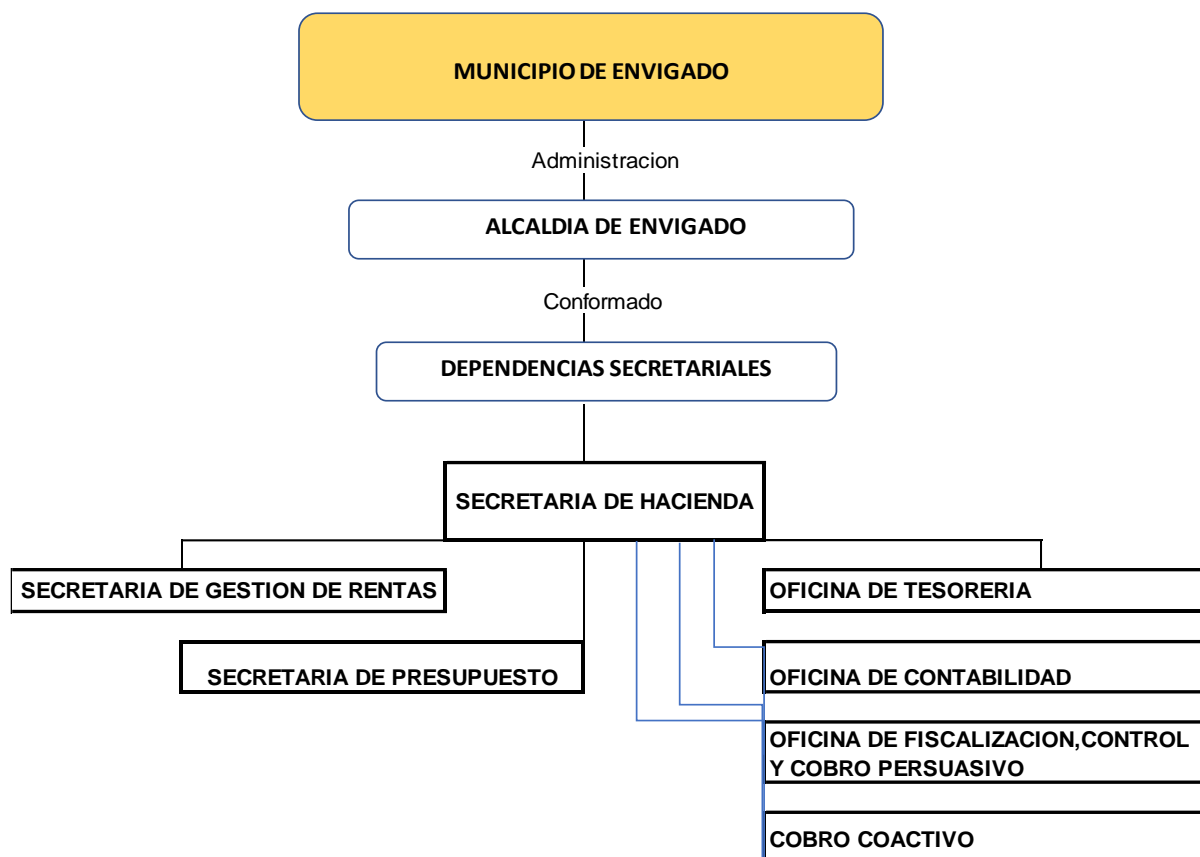 MUNICIPIO DE ENVIGADO
Administracion
ALCALDIA DE ENVIGADO
Conformado
DEPENDENCIAS SECRETARIALES
SECRETARIA DE HACIENDA
SECRETARIA DE GESTION DE RENTAS
OFICINA DE TESORERIA
SECRETARIA DE PRESUPUESTO
OFICINA DE CONTABILIDAD
OFICINA DE FISCALIZACION,CONTROL
Y COBRO PERSUASIVO
COBRO COACTIVO